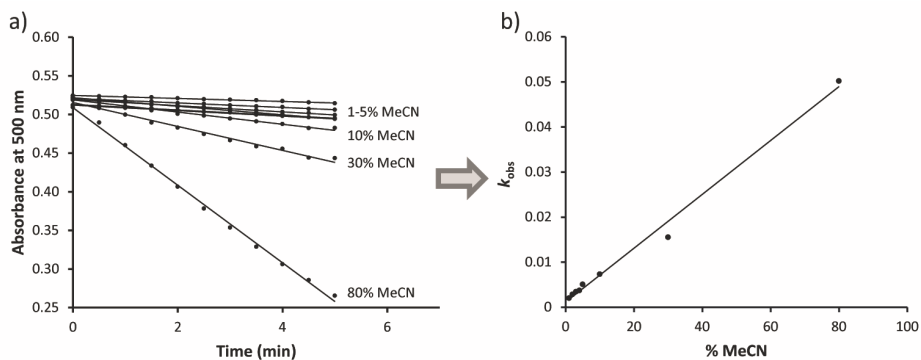 a)
0.60
0.55
0.50
0.45
0.40
0.35
0.30
0.25
Absorbance at 500 nm
1-5% MeCN
10% MeCN
30% MeCN
80% MeCN
0
2
4
6
Time (min)
b)
0.06
0.05
0.04
0.03
0.02
0.01
0
kobs
0
20
40
60
80
100
% MeCN